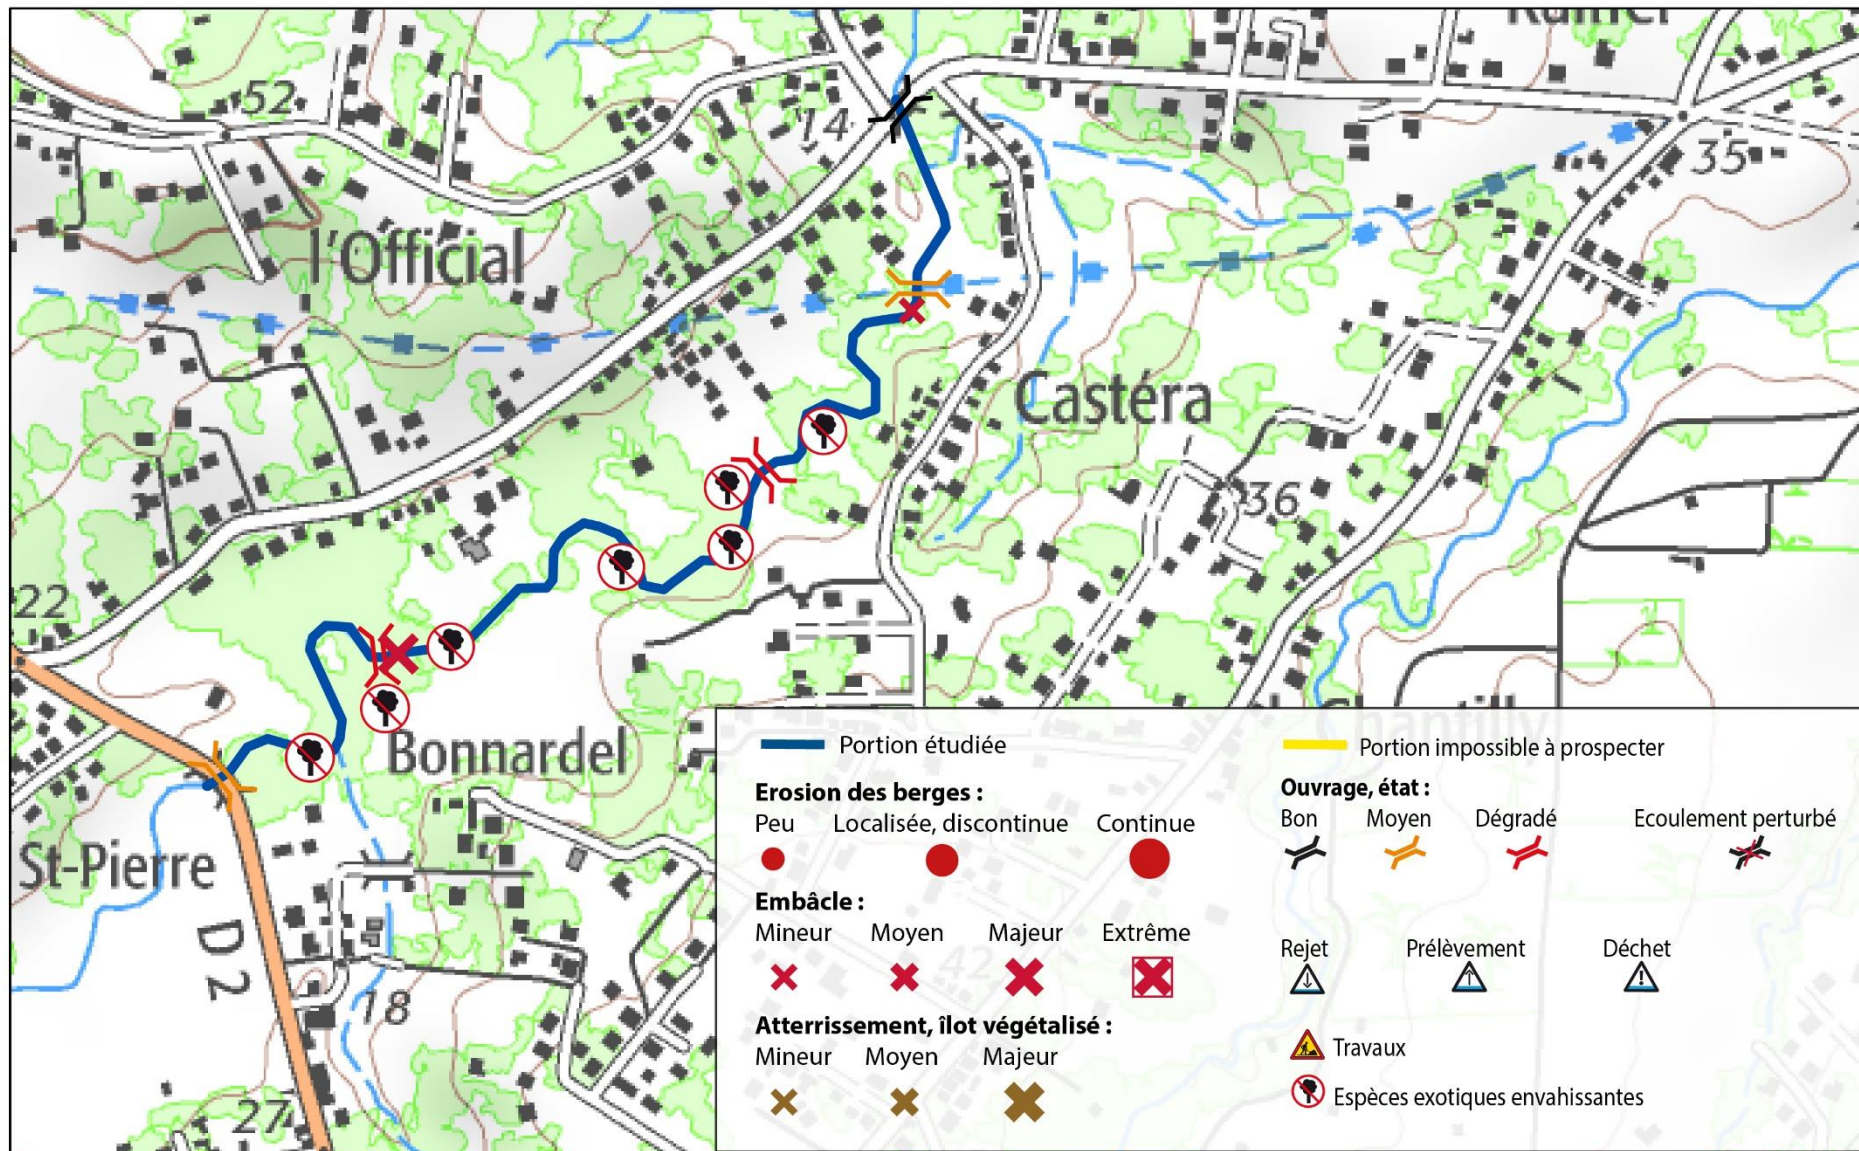 52
14
35
l'Official
Castéra
36
22
Bonnardel
St-Pierre
D 2
18
27
Chantilly
42
Portion étudiée
Erosion des berges :
Peu Localisée, discontinue Continue
Embâcle :
Mineur Moyen Majeur Extrême
Atterrissement, îlot végétalisé :
Mineur Moyen Majeur
Portion impossible à prospecter
Ouvrage, état :
Bon Moyen Dégradé Ecoulement perturbé
Rejet Prélèvement Déchet
Travaux
Espèces exotiques envahissantes